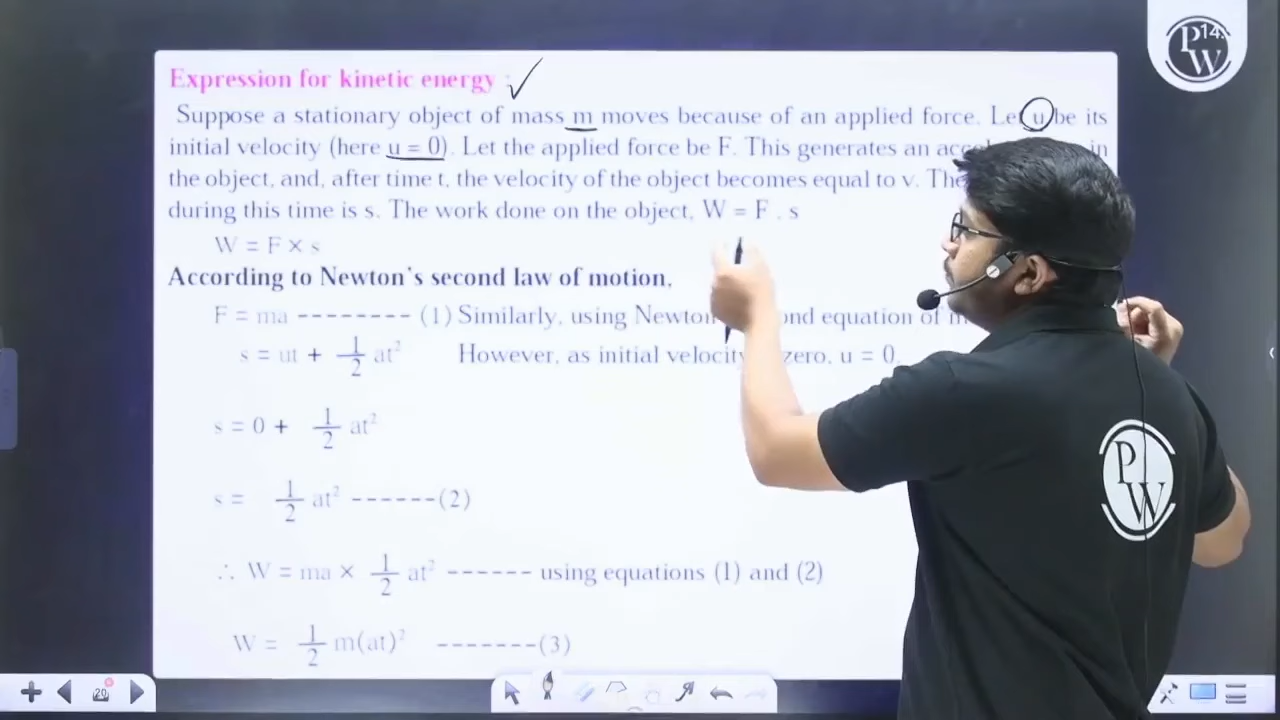 14.
PW
Expression for kinetic energy :
Suppose a stationary object of mass m moves because of an applied force. Let u be its
initial velocity (here u = 0). Let the applied force be F. This generates an in
the object, and, after time t, the velocity of the object becomes equal to v. The
during this time is s. The work done on the object, W = F . s
W = F × s
According to Newton's second law of motion,
F = ma -------- (1) Similarly, using Newton equation of
s = ut + 1/2 at² However, as initial velocity zero, u = 0.
s = 0 + 1/2 at²
s = 1/2 at² ------(2)
∴ W = ma × 1/2 at² ------ using equations (1) and (2)
W = 1/2 m(at)² -------(3)
PW
20